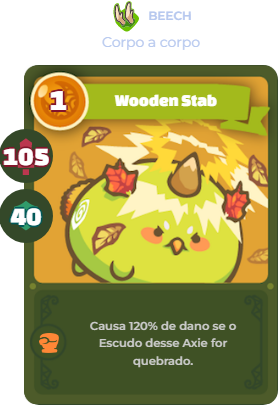 BEECH
Corpo a corpo
1
Wooden Stab
105
40
Causa 120% de dano se o
Escudo desse Axie for
quebrado.